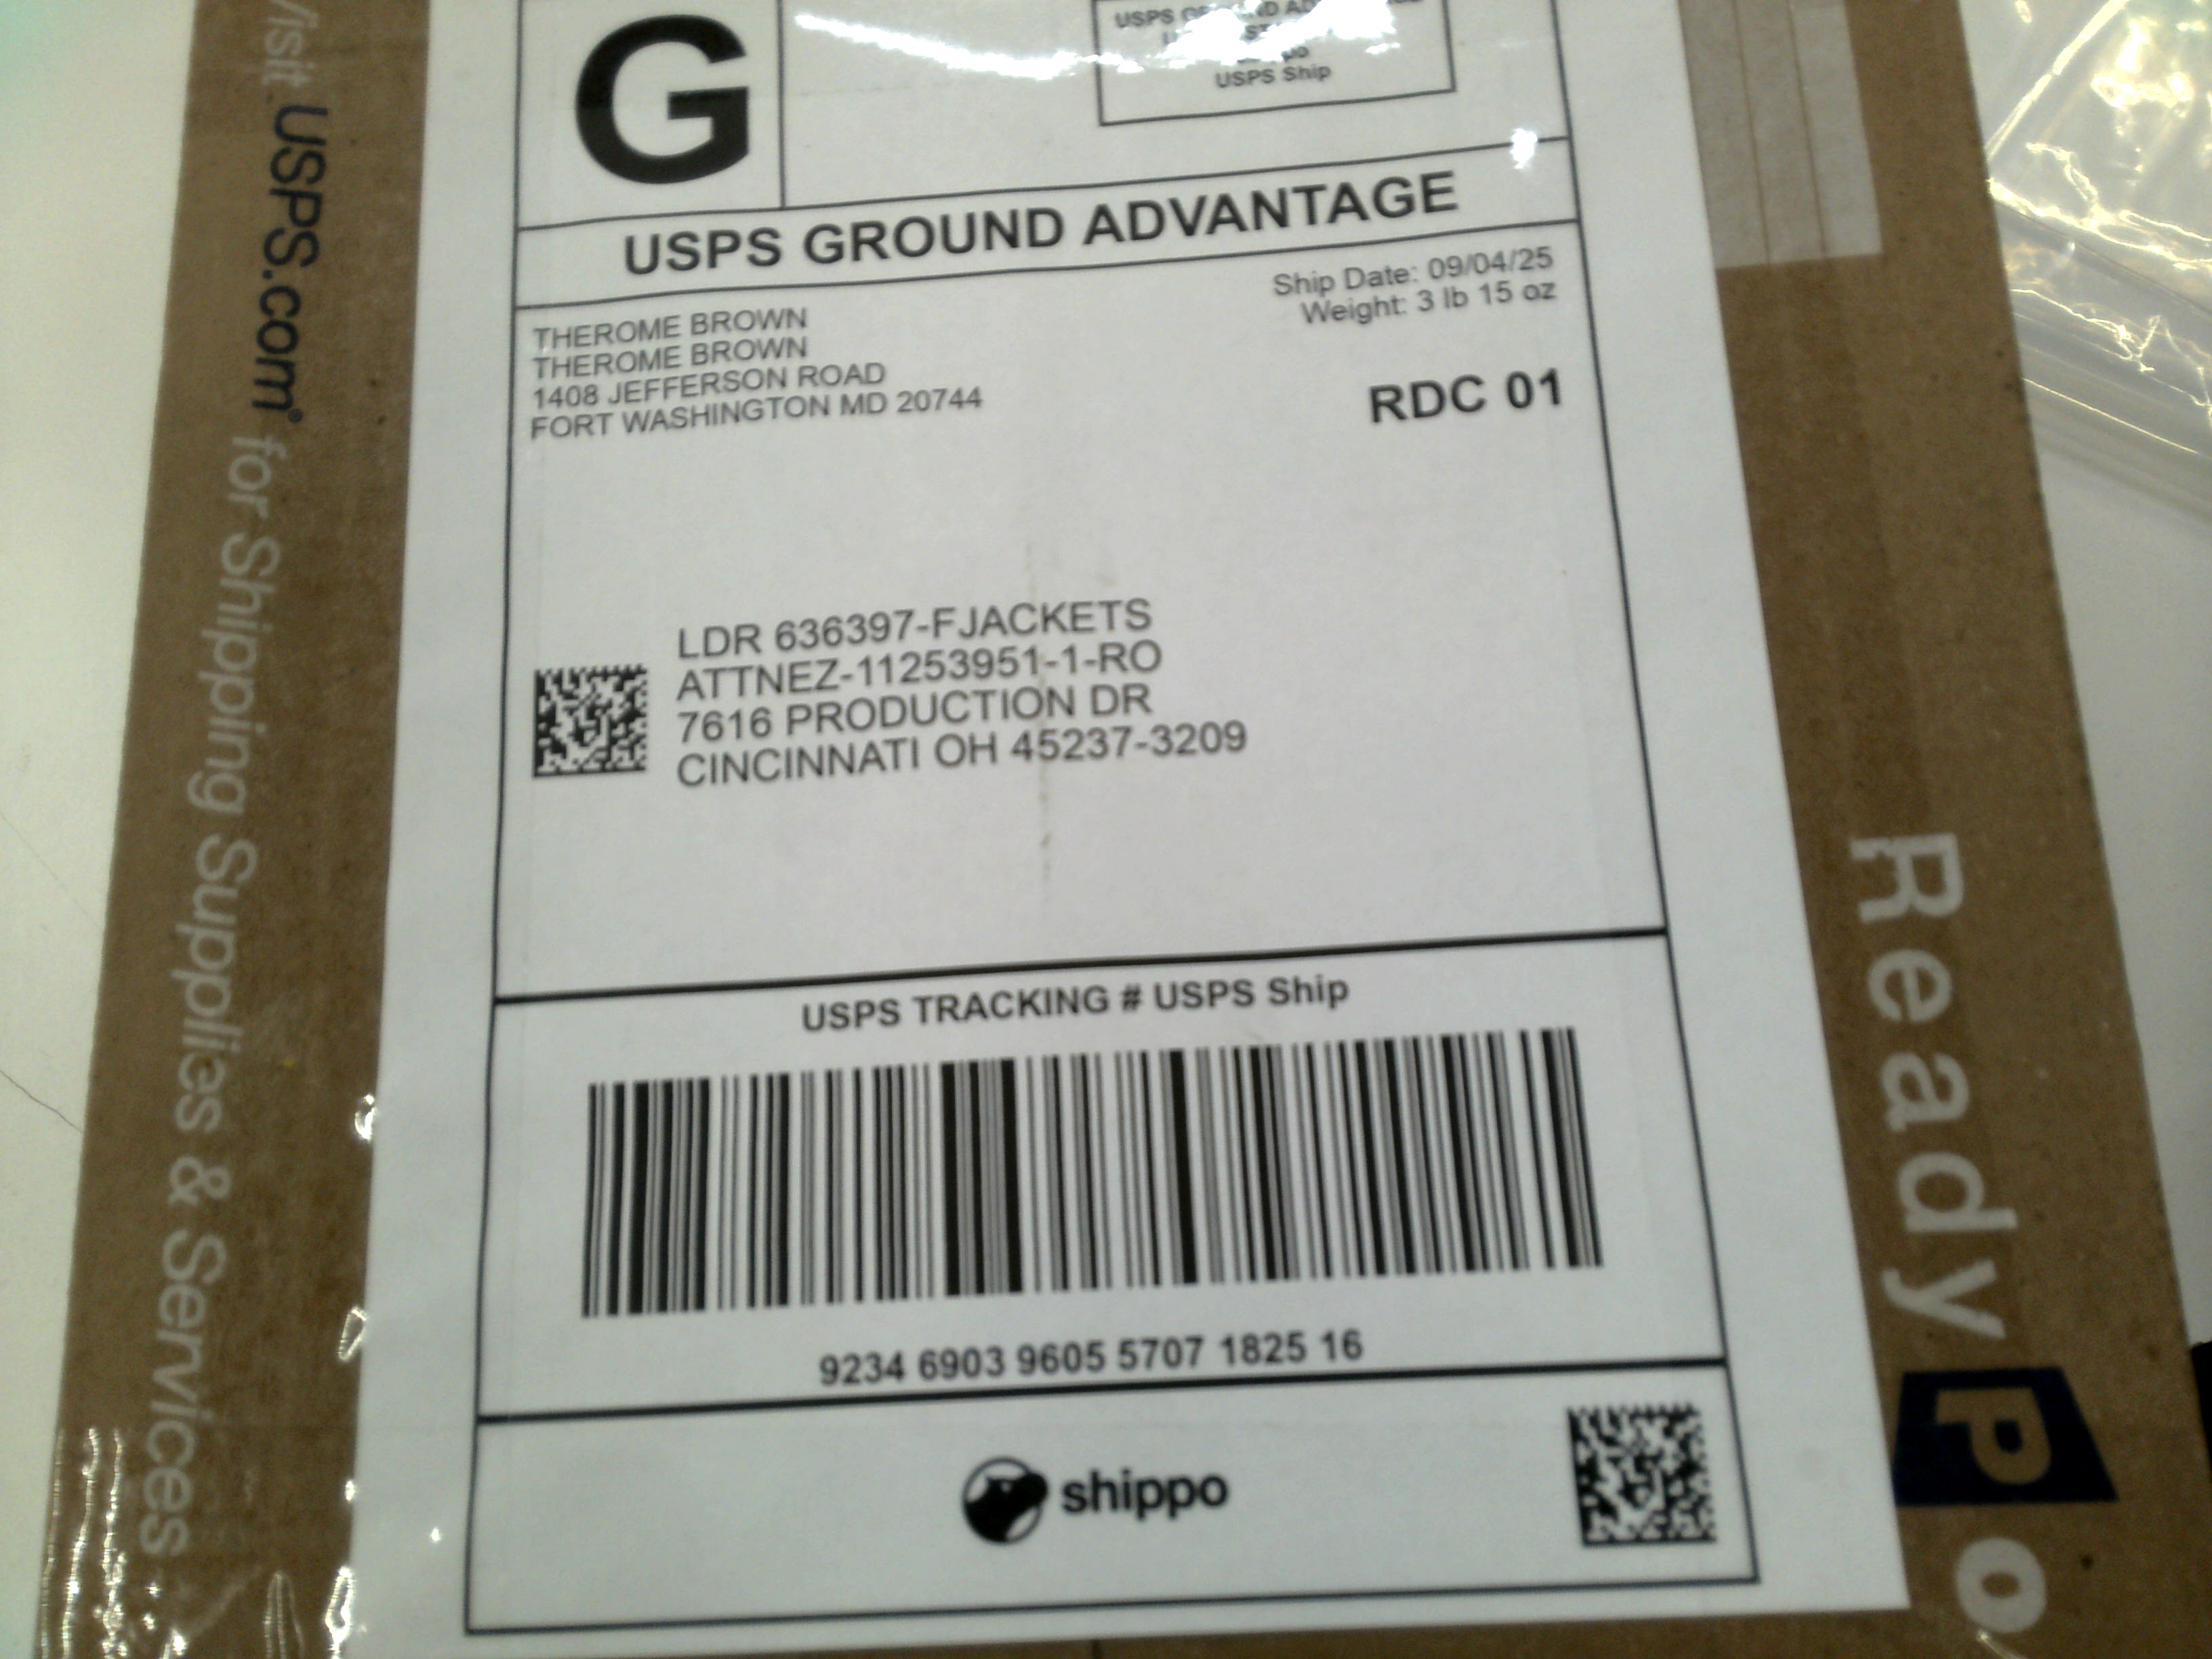 G
USPS GROUND
USPS Ship
USPS GROUND ADVANTAGE
Ship Date: 09/04/25
Weight: 3 lb 15 oz
THEROME BROWN
THEROME BROWN
1408 JEFFERSON ROAD
FORT WASHINGTON MD 20744
RDC 01
LDR 636397-FJACKETS
ATTNEZ-11253951-1-RO
7616 PRODUCTION DR
CINCINNATI OH 45237-3209
USPS TRACKING # USPS Ship
9234 6903 9605 5707 1825 16
shippo
Visit USPS.com® for Shipping Supplies & Services
ReadyPo